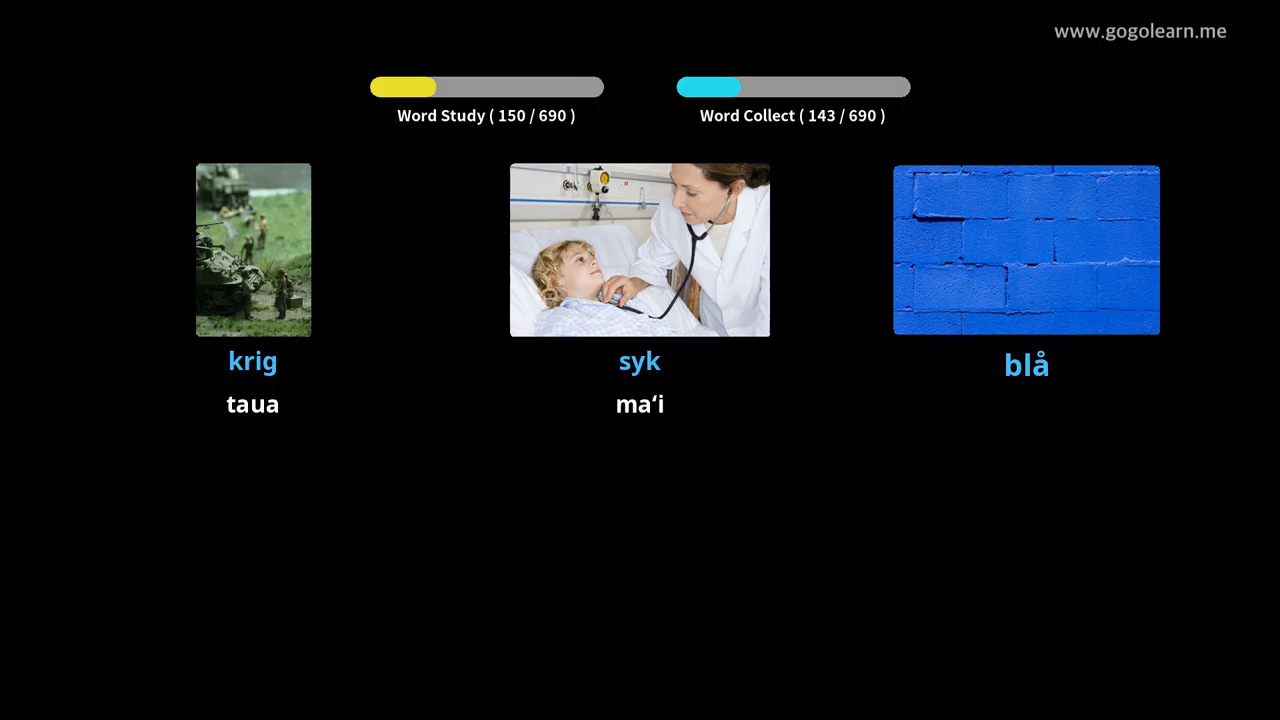 www.gogolearn.me
Word Study ( 150 / 690 )
Word Collect ( 143 / 690 )
krig
taua
syk
ma‘i
blå